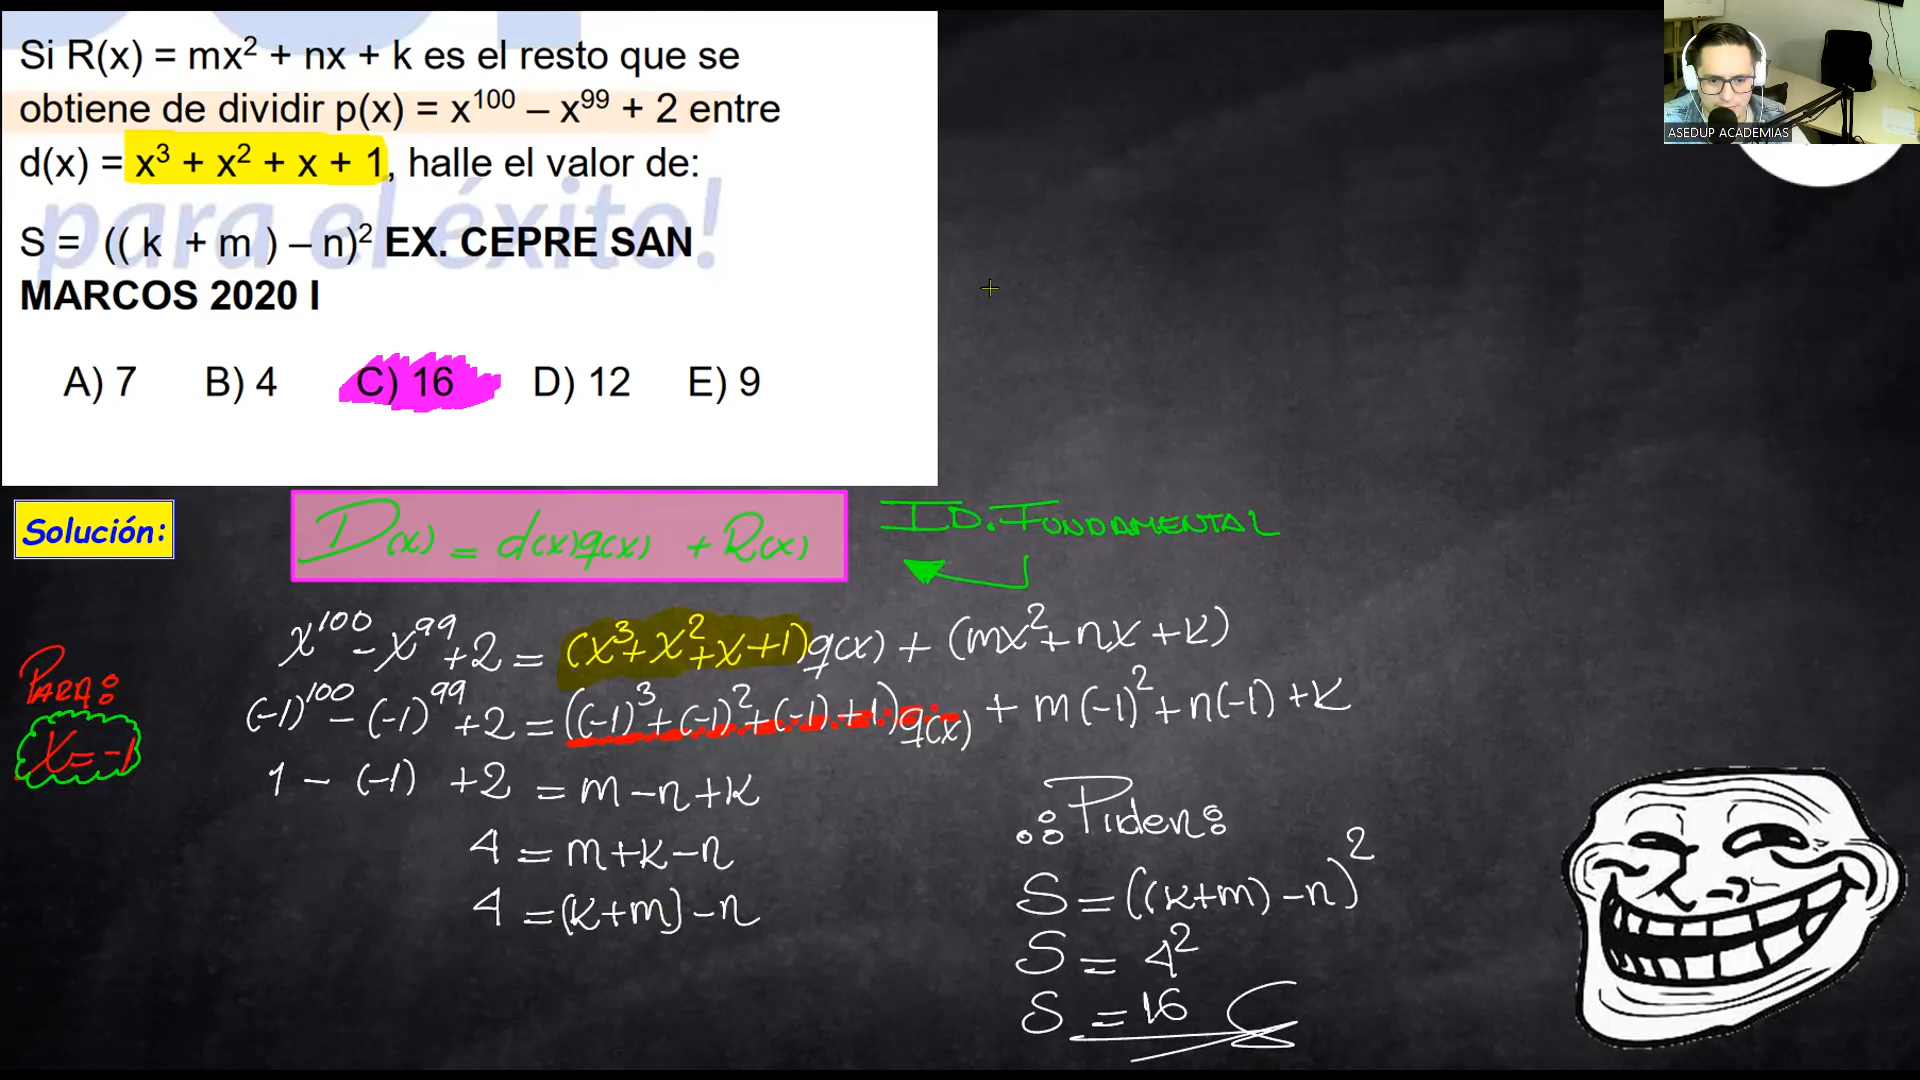 Si R(x) = mx² + nx + k es el resto que se
obtiene de dividir p(x) = x¹⁰⁰ – x⁹⁹ + 2 entre
d(x) = x³ + x² + x + 1, halle el valor de:
para el éxito!
S = (( k + m ) – n)² EX. CEPRE SAN
MARCOS 2020 I
A) 7 B) 4 C) 16 D) 12 E) 9
ASEDUP ACADEMIAS
Solución:
D(x) = d(x)q(x) + R(x)
ID. FUNDAMENTAL
x¹⁰⁰ - x⁹⁹ + 2 = (x³+x²+x+1)q(x) + (mx²+nx+k)
PARA:
x=-1
(-1)¹⁰⁰ - (-1)⁹⁹ + 2 = ((-1)³+(-1)²+(-1)+1)q(x) + m(-1)²+n(-1)+k
1 - (-1) +2 = m-n+k
4 = m+k-n
4 = (k+m)-n
∴ Piden:
S = ((k+m)-n)²
S = 4²
S = 16 C